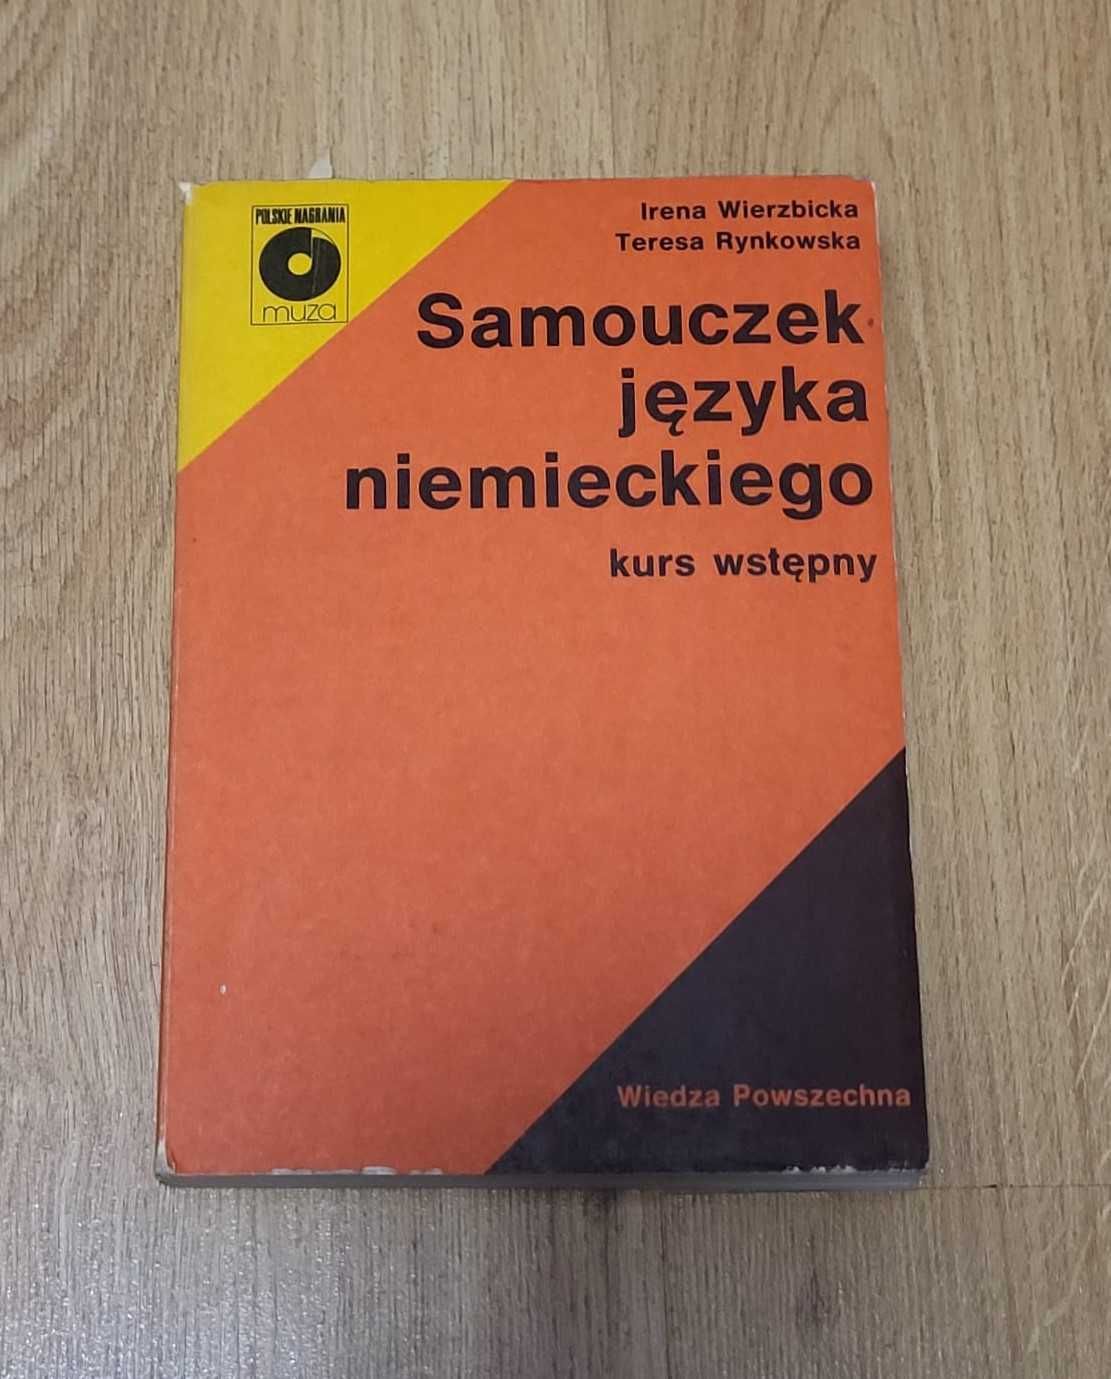 POLSKIE NAGRANIA
muza
Irena Wierzbicka
Teresa Rynkowska
Samouczek
języka
niemieckiego
kurs wstępny
Wiedza Powszechna